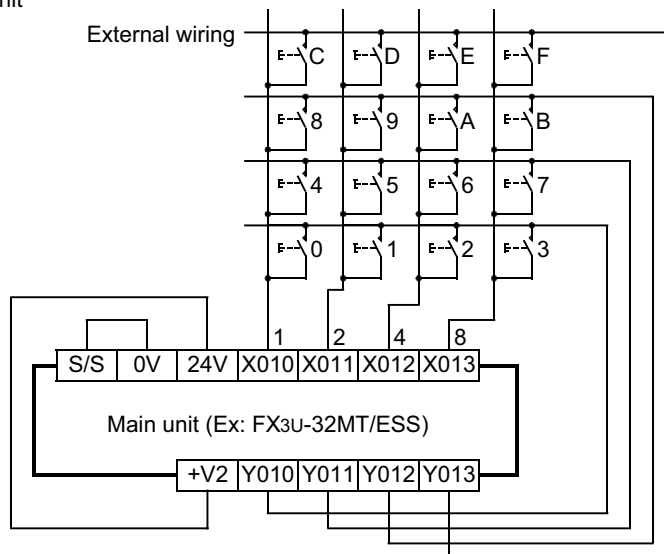 nit
External wiring
C D E F
8 9 A B
4 5 6 7
0 1 2 3
1 2 4 8
S/S 0V 24V X010 X011 X012 X013
Main unit (Ex: FX3U-32MT/ESS)
+V2 Y010 Y011 Y012 Y013